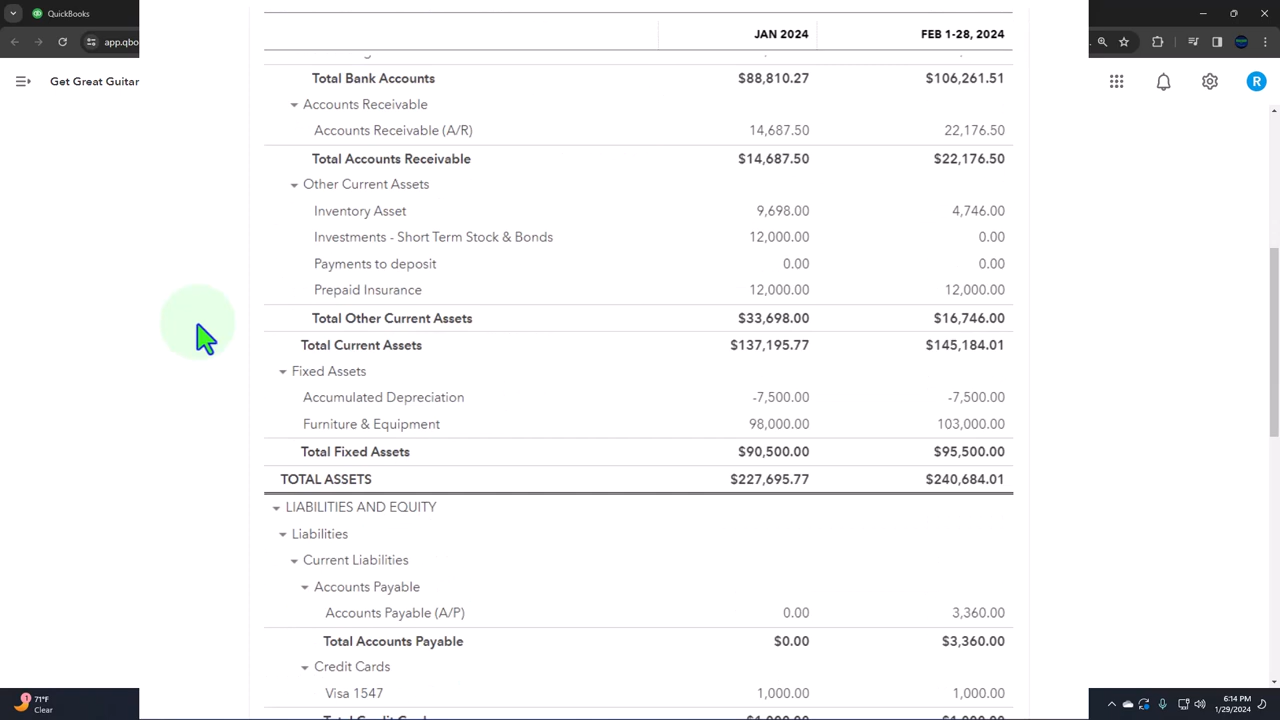 QuickBooks
app.qbo
Get Great Guitar
R
JAN 2024 FEB 1-28, 2024
Total Bank Accounts $88,810.27 $106,261.51
Accounts Receivable
Accounts Receivable (A/R) 14,687.50 22,176.50
Total Accounts Receivable $14,687.50 $22,176.50
Other Current Assets
Inventory Asset 9,698.00 4,746.00
Investments - Short Term Stock & Bonds 12,000.00 0.00
Payments to deposit 0.00 0.00
Prepaid Insurance 12,000.00 12,000.00
Total Other Current Assets $33,698.00 $16,746.00
Total Current Assets $137,195.77 $145,184.01
Fixed Assets
Accumulated Depreciation -7,500.00 -7,500.00
Furniture & Equipment 98,000.00 103,000.00
Total Fixed Assets $90,500.00 $95,500.00
TOTAL ASSETS $227,695.77 $240,684.01
LIABILITIES AND EQUITY
Liabilities
Current Liabilities
Accounts Payable
Accounts Payable (A/P) 0.00 3,360.00
Total Accounts Payable $0.00 $3,360.00
Credit Cards
Visa 1547 1,000.00 1,000.00
71°F
Clear
6:14 PM
1/29/2024